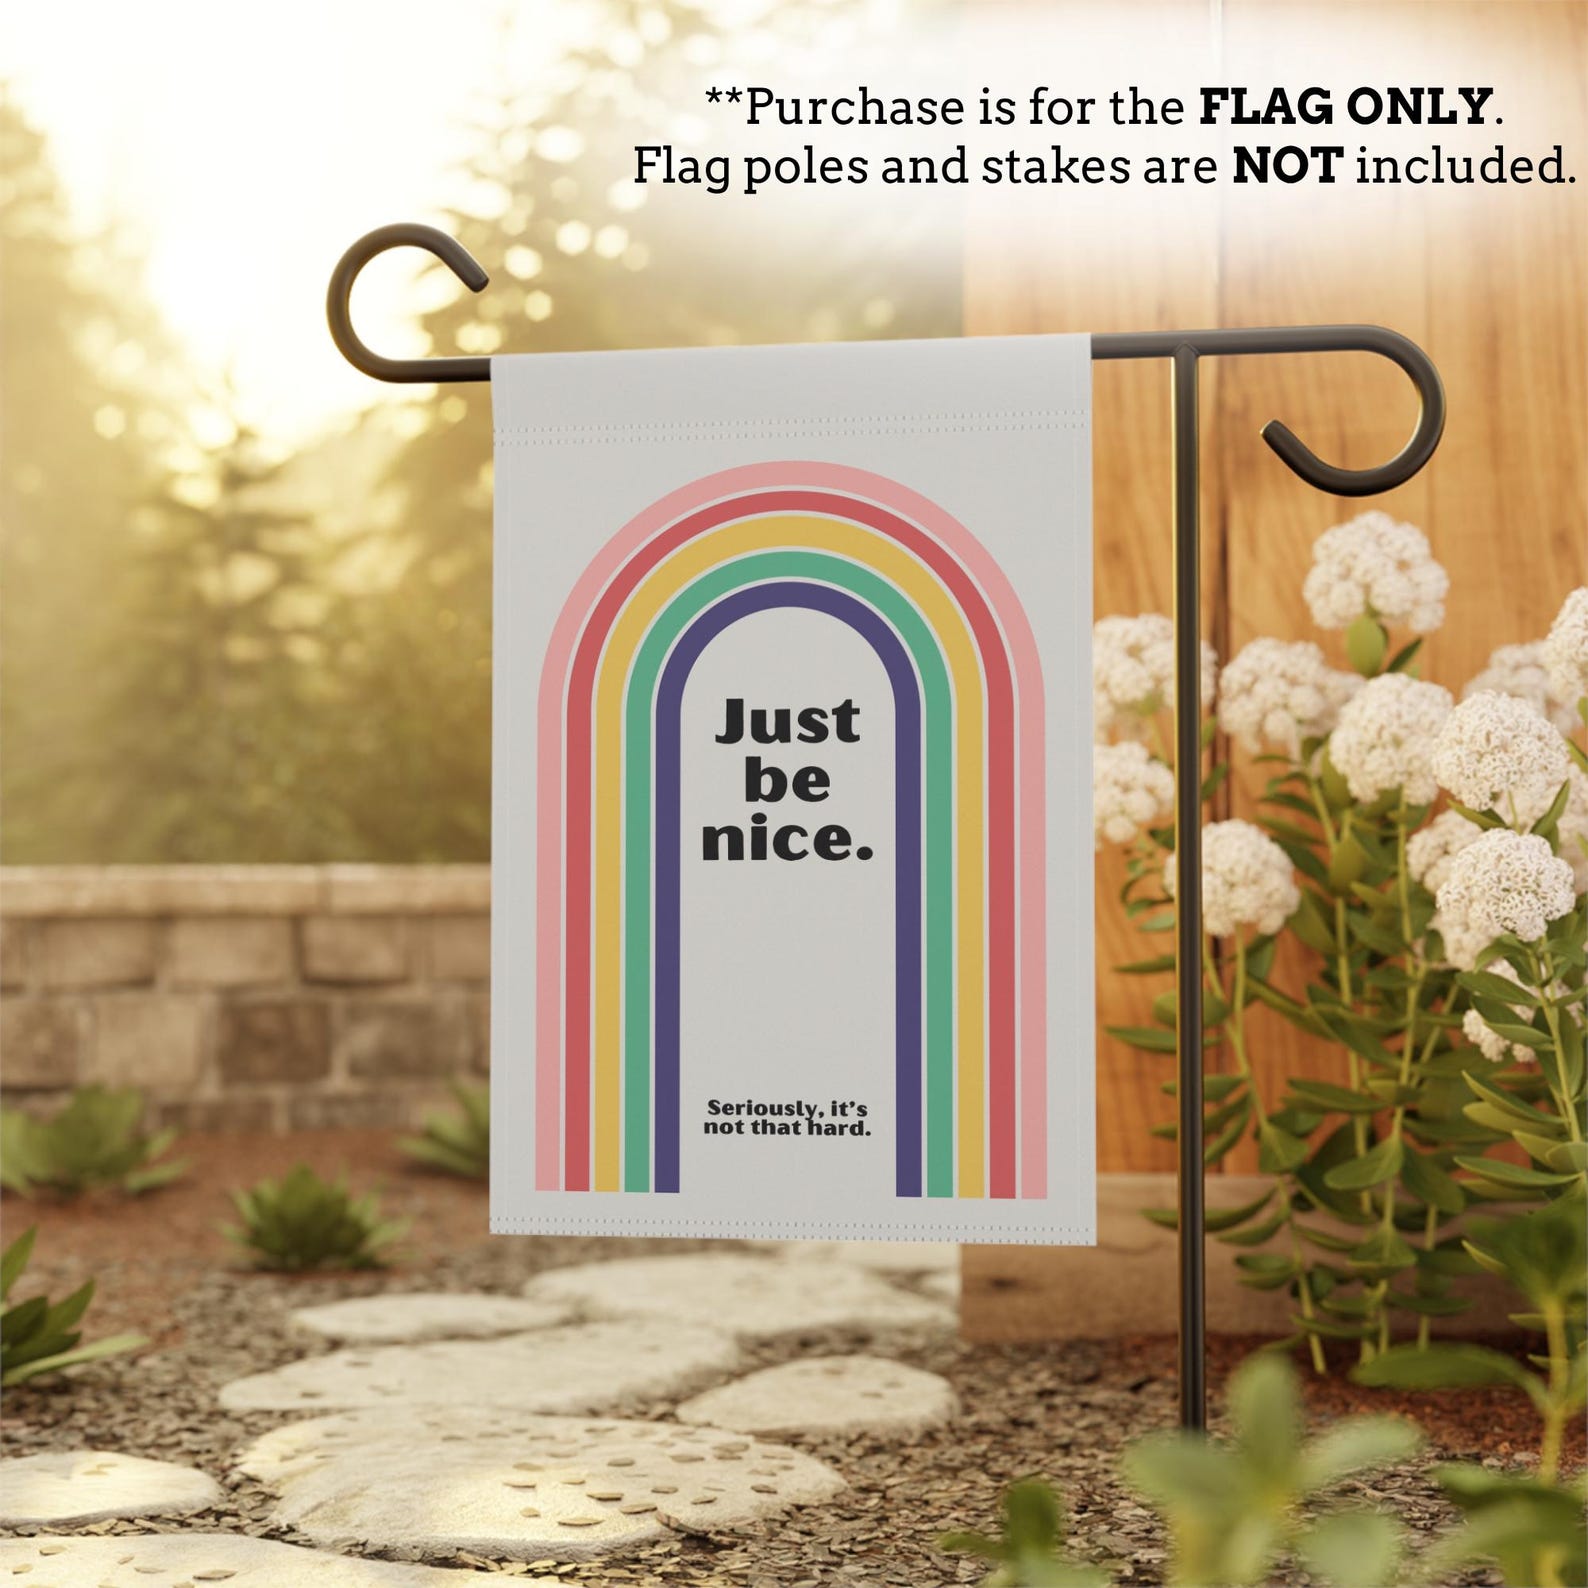 **Purchase is for the FLAG ONLY.
Flag poles and stakes are NOT included.
Just
be
nice.
Seriously, it's
not that hard.